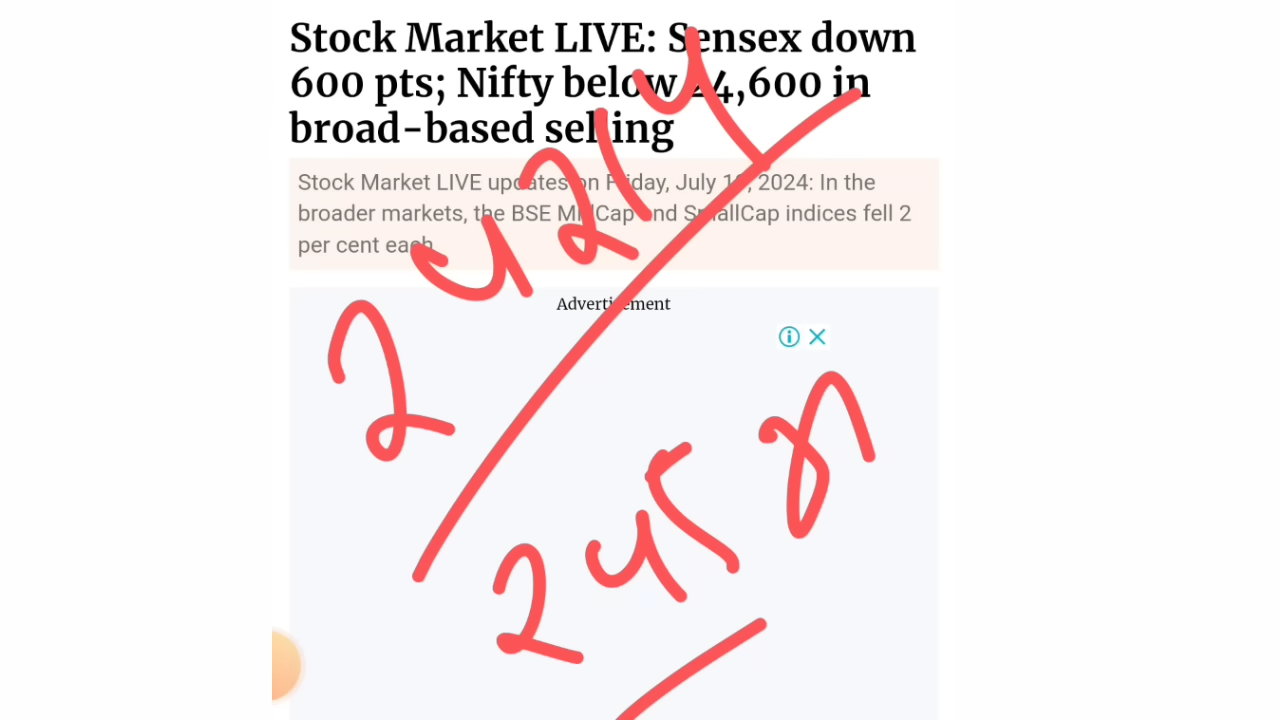 Stock Market LIVE: Sensex down
600 pts; Nifty below 24,600 in
broad-based selling
Stock Market LIVE updates on Friday, July 19, 2024: In the
broader markets, the BSE MidCap and SmallCap indices fell 2
per cent each
Advertisement
24214